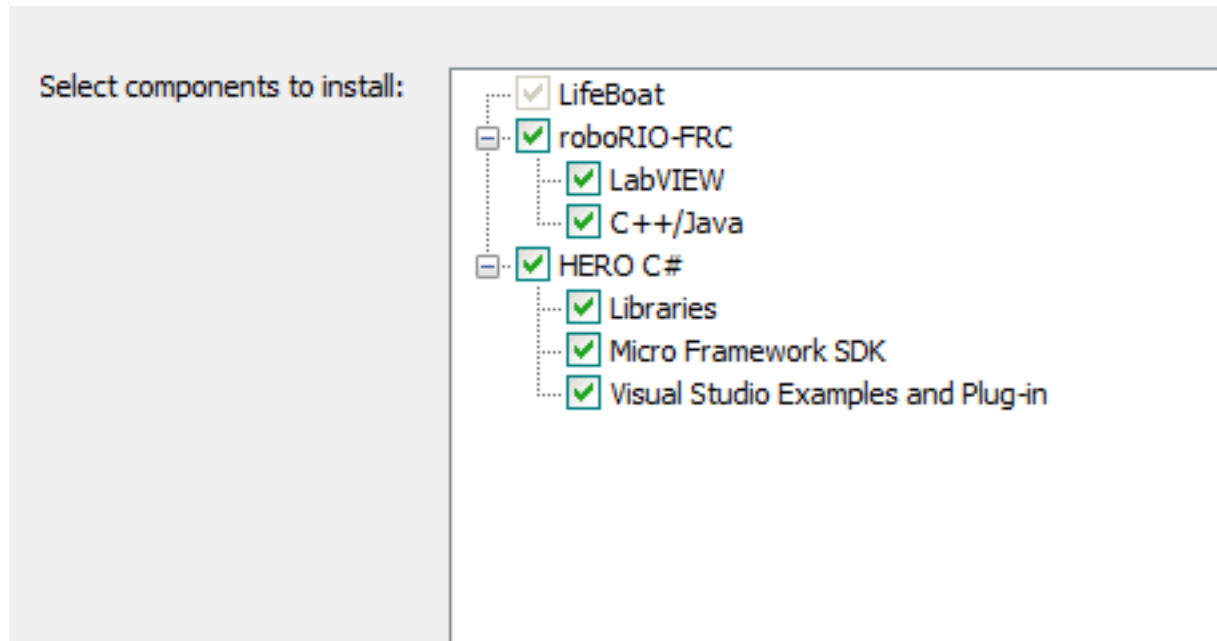 Select components to install:
LifeBoat
roboRIO-FRC
LabVIEW
C++/Java
HERO C#
Libraries
Micro Framework SDK
Visual Studio Examples and Plug-in